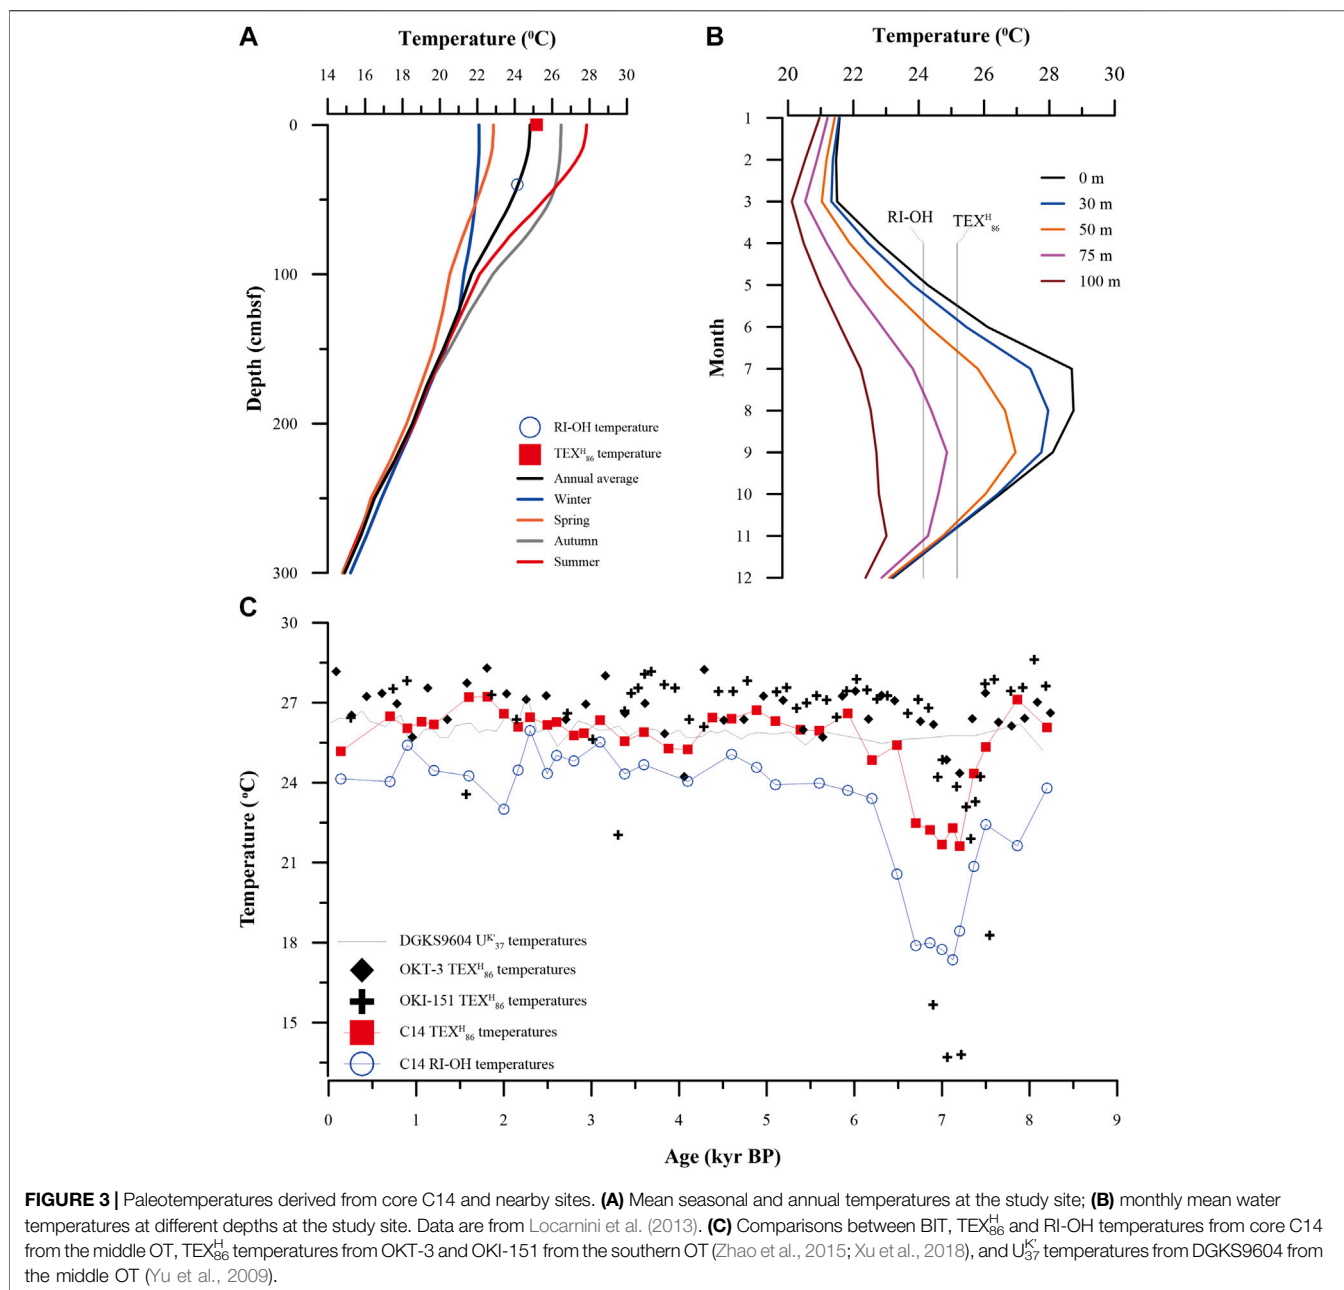 A
Temperature (⁰C)
14 16 18 20 22 24 26 28 30
0
100
200
300
Depth (cmbsf)
RI-OH temperature
TEXᴴ₈₆ temperature
Annual average
Winter
Spring
Autumn
Summer
B
Temperature (⁰C)
20 22 24 26 28 30
1
2
3
4
5
6
7
8
9
10
11
12
Month
RI-OH
TEXᴴ₈₆
0 m
30 m
50 m
75 m
100 m
C
30
27
24
21
18
15
Temperature (°C)
DGKS9604 Uᴷ'₃₇ temperatures
OKT-3 TEXᴴ₈₆ temperatures
OKI-151 TEXᴴ₈₆ temperatures
C14 TEXᴴ₈₆ tmeperatures
C14 RI-OH temperatures
0 1 2 3 4 5 6 7 8 9
Age (kyr BP)
FIGURE 3 | Paleotemperatures derived from core C14 and nearby sites. (A) Mean seasonal and annual temperatures at the study site; (B) monthly mean water
temperatures at different depths at the study site. Data are from Locarnini et al. (2013). (C) Comparisons between BIT, TEXᴴ₈₆ and RI-OH temperatures from core C14
from the middle OT, TEXᴴ₈₆ temperatures from OKT-3 and OKI-151 from the southern OT (Zhao et al., 2015; Xu et al., 2018), and Uᴷ'₃₇ temperatures from DGKS9604 from
the middle OT (Yu et al., 2009).